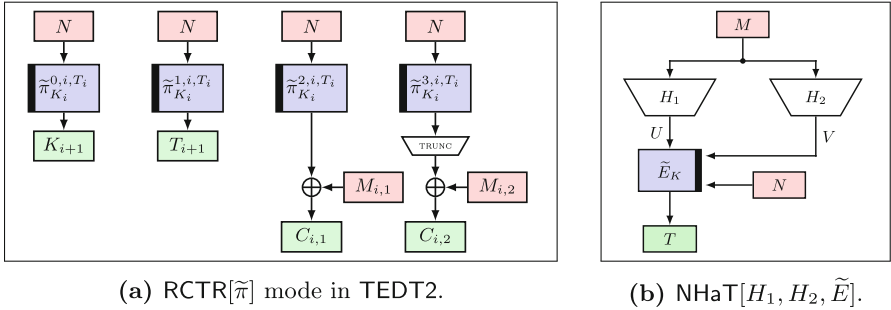 N N N N
π̃_{K_i}^{0,i,T_i} π̃_{K_i}^{1,i,T_i} π̃_{K_i}^{2,i,T_i} π̃_{K_i}^{3,i,T_i}
K_{i+1} T_{i+1} TRUNC
M_{i,1} M_{i,2}
C_{i,1} C_{i,2}
(a) RCTR[π̃] mode in TEDT2.
M
H_1 H_2
U V
Ẽ_K
N
T
(b) NHaT[H_1, H_2, Ẽ].